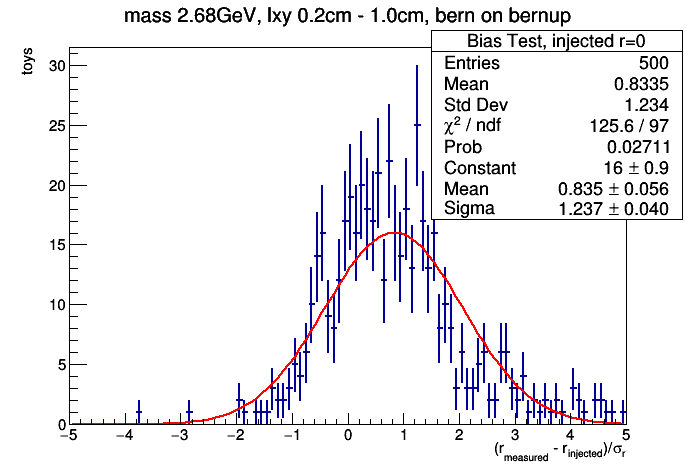 mass 2.68GeV, lxy 0.2cm - 1.0cm, bern on bernup
Bias Test, injected r=0
Entries 500
Mean 0.8335
Std Dev 1.234
χ² / ndf 125.6 / 97
Prob 0.02711
Constant 16 ± 0.9
Mean 0.835 ± 0.056
Sigma 1.237 ± 0.040
toys
30
25
20
15
10
5
0
−5 −4 −3 −2 −1 0 1 2 3 4 5
(r_measured - r_injected)/σ_r